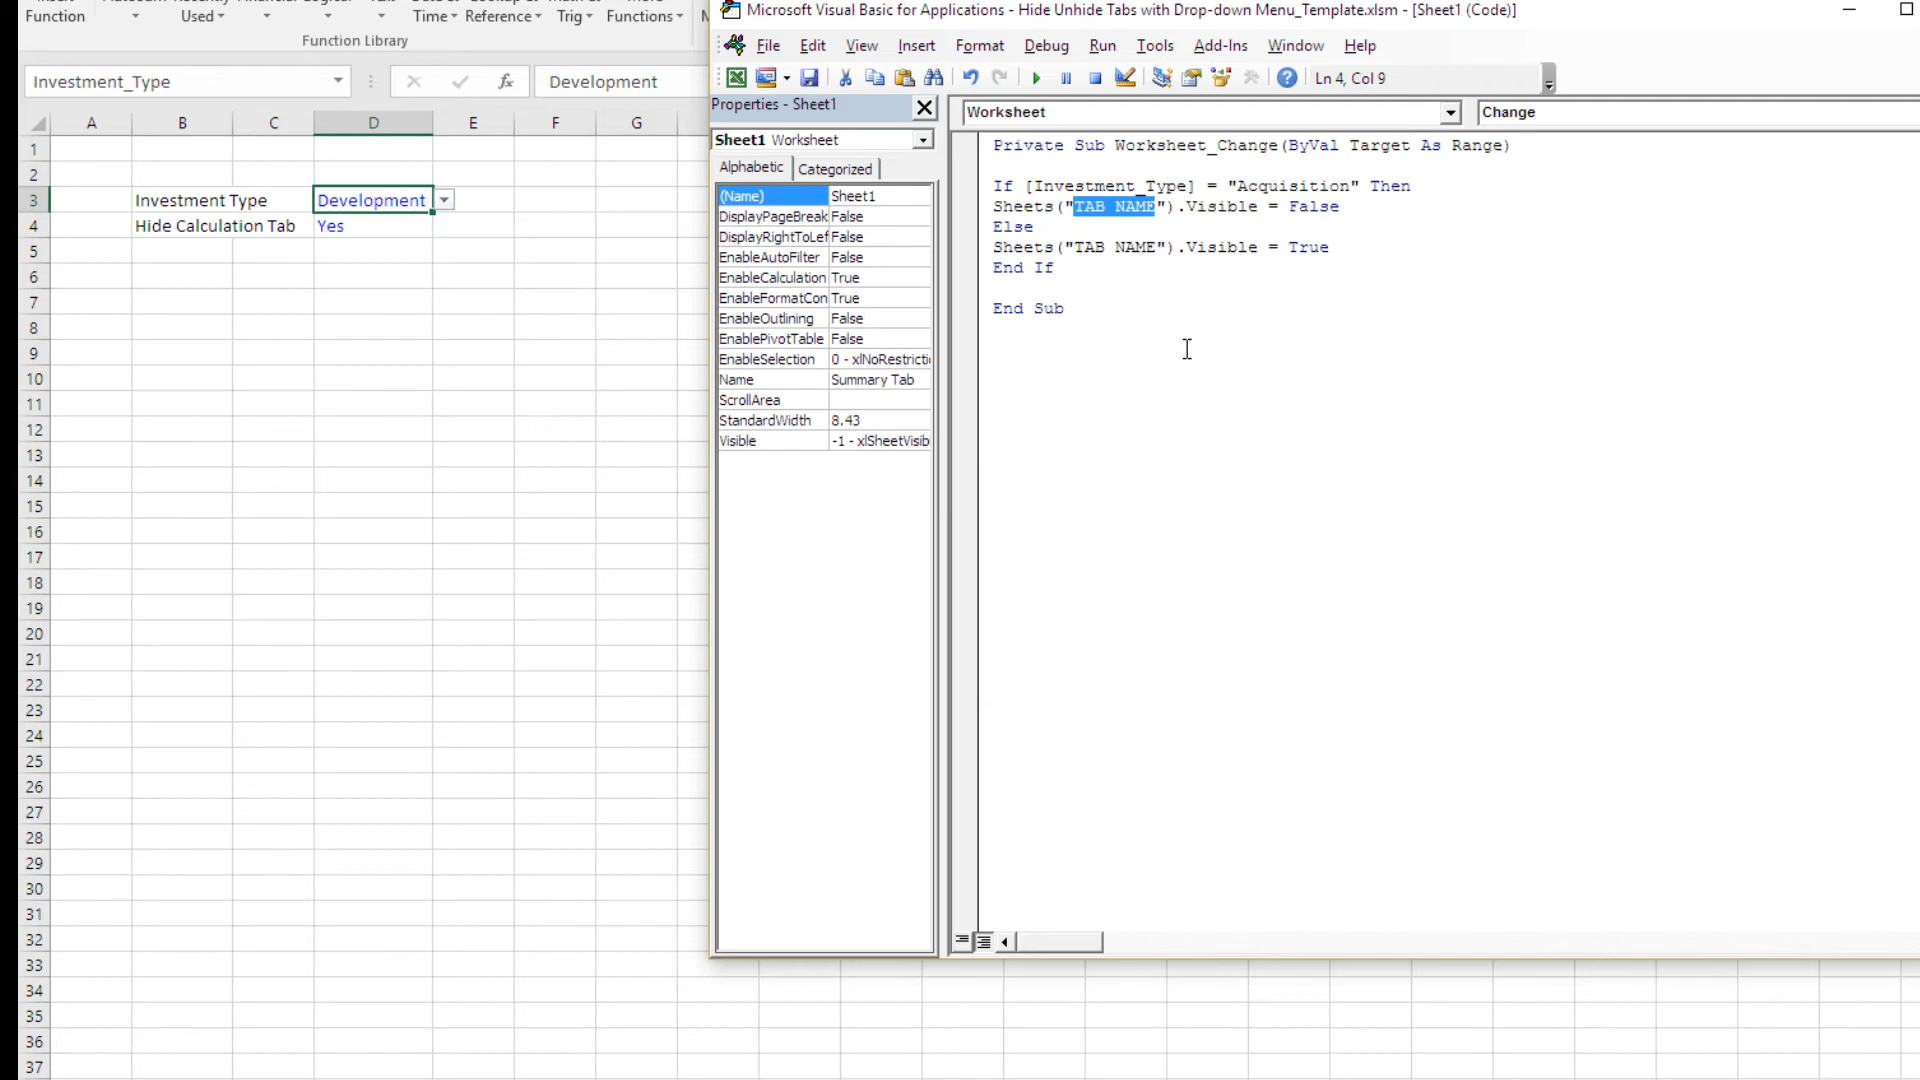 Microsoft Visual Basic for Applications - Hide Unhide Tabs with Drop-down Menu_Template.xlsm - [Sheet1 (Code)]
Function
Used
Time
Reference
Trig
Functions
Function Library
File Edit View Insert Format Debug Run Tools Add-Ins Window Help
Investment_Type
fx
Development
Ln 4, Col 9
Properties - Sheet1
Sheet1 Worksheet
Alphabetic Categorized
(Name) Sheet1
DisplayPageBreak False
DisplayRightToLef False
EnableAutoFilter False
EnableCalculation True
EnableFormatCon True
EnableOutlining False
EnablePivotTable False
EnableSelection 0 - xlNoRestricti
Name Summary Tab
ScrollArea
StandardWidth 8.43
Visible -1 - xlSheetVisib
Worksheet
Change
Private Sub Worksheet_Change(ByVal Target As Range)
If [Investment_Type] = "Acquisition" Then
Sheets("TAB NAME").Visible = False
Else
Sheets("TAB NAME").Visible = True
End If
End Sub
A B C D E F G
1
2
3 Investment Type Development
4 Hide Calculation Tab Yes
5
6
7
8
9
10
11
12
13
14
15
16
17
18
19
20
21
22
23
24
25
26
27
28
29
30
31
32
33
34
35
36
37